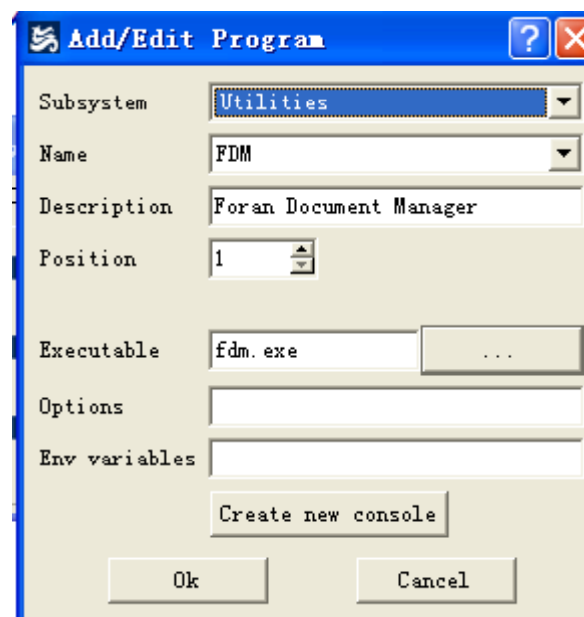 Add/Edit Program
Subsystem Utilities
Name FDM
Description Foran Document Manager
Position 1
Executable fdm.exe ...
Options
Env variables
Create new console
Ok Cancel